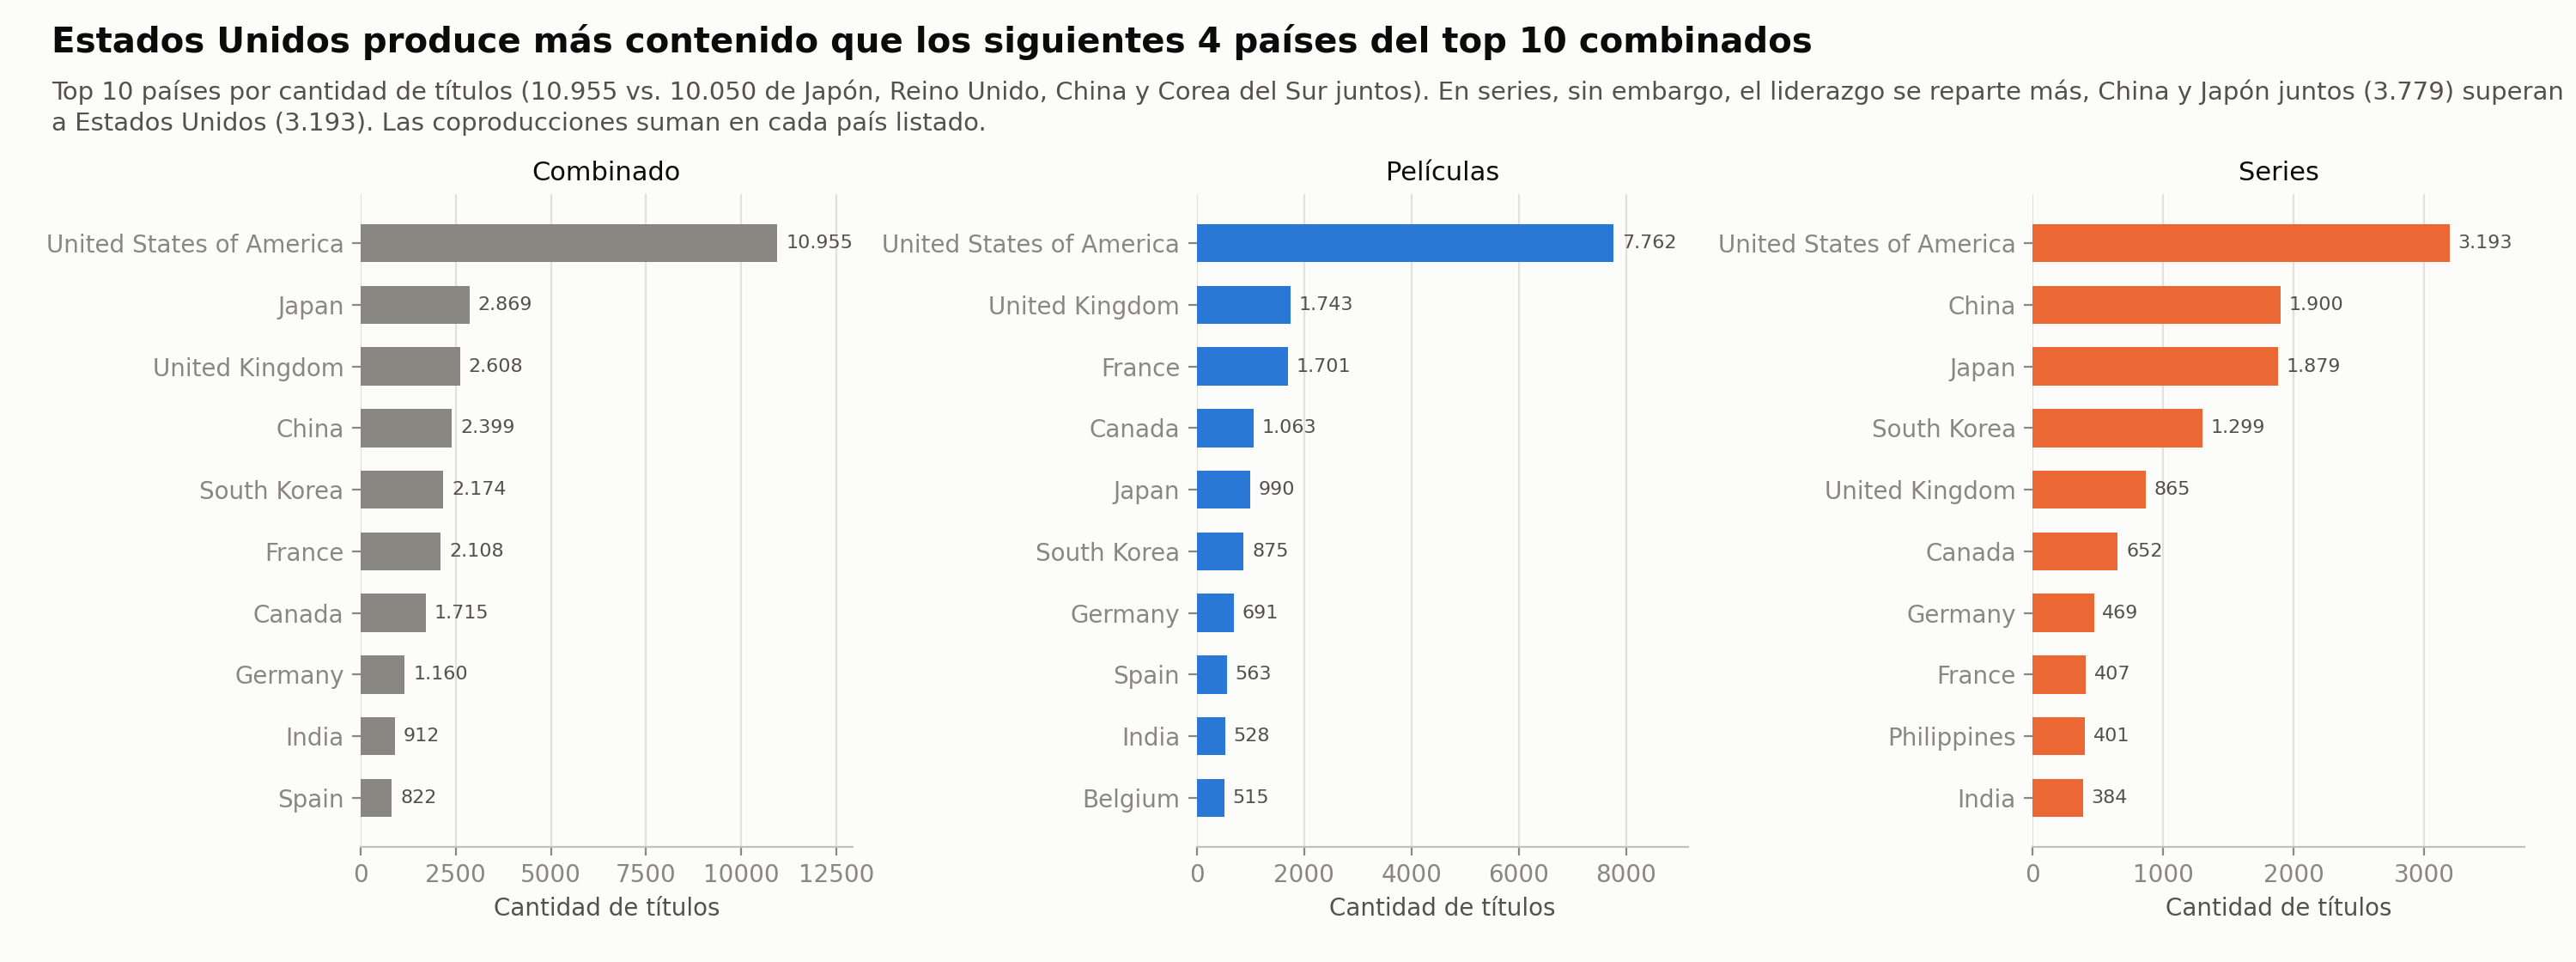 Estados Unidos produce más contenido que los siguientes 4 países del top 10 combinados
Top 10 países por cantidad de títulos (10.955 vs. 10.050 de Japón, Reino Unido, China y Corea del Sur juntos). En series, sin embargo, el liderazgo se reparte más, China y Japón juntos (3.779) superan
a Estados Unidos (3.193). Las coproducciones suman en cada país listado.
Combinado
United States of America 10.955
Japan 2.869
United Kingdom 2.608
China 2.399
South Korea 2.174
France 2.108
Canada 1.715
Germany 1.160
India 912
Spain 822
0 2500 5000 7500 10000 12500
Cantidad de títulos
Películas
United States of America 7.762
United Kingdom 1.743
France 1.701
Canada 1.063
Japan 990
South Korea 875
Germany 691
Spain 563
India 528
Belgium 515
0 2000 4000 6000 8000
Cantidad de títulos
Series
United States of America 3.193
China 1.900
Japan 1.879
South Korea 1.299
United Kingdom 865
Canada 652
Germany 469
France 407
Philippines 401
India 384
0 1000 2000 3000
Cantidad de títulos